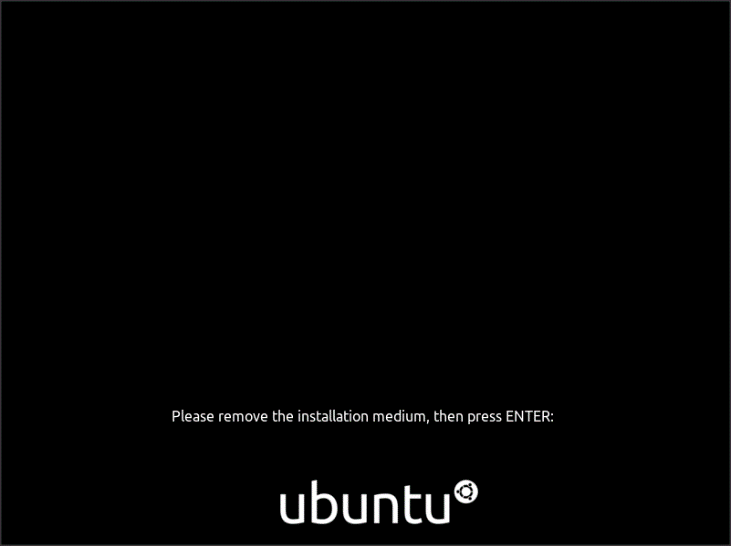 Please remove the installation medium, then press ENTER:
ubuntu